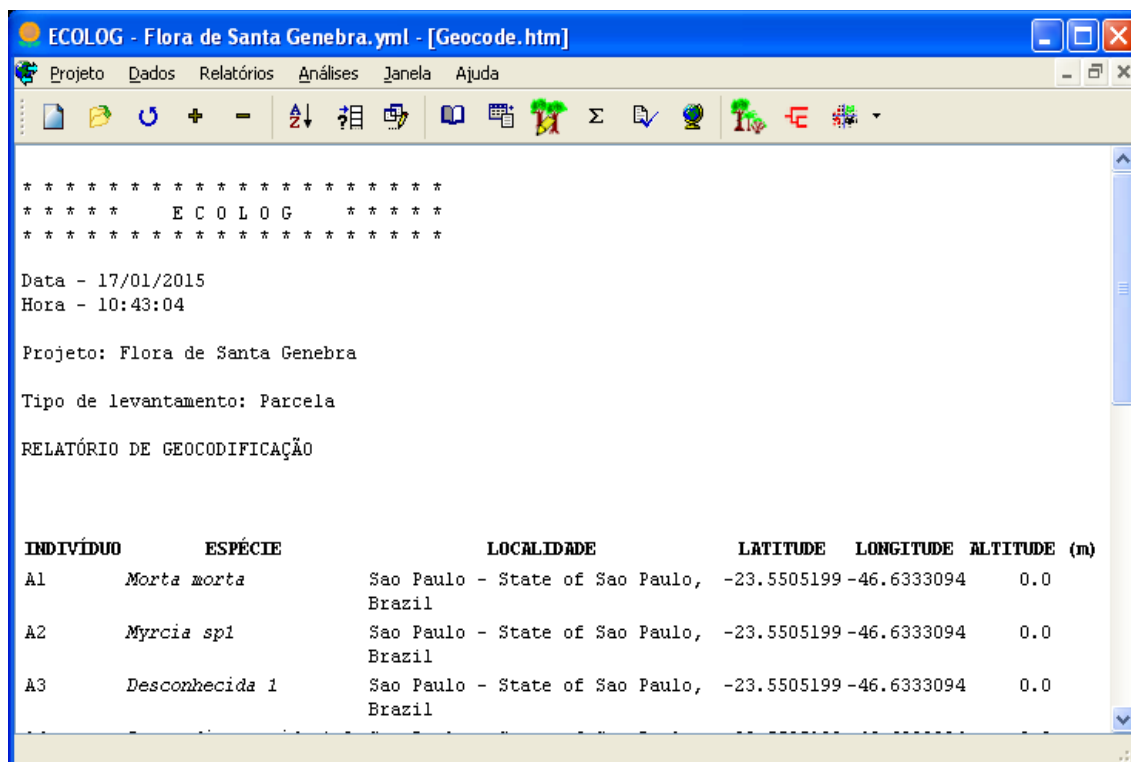 ECOLOG - Flora de Santa Genebra.yml - [Geocode.htm]
Projeto Dados Relatórios Análises Janela Ajuda
* * * * * * * * * * * * * * * * * * * *
* * * * * E C O L O G * * * * *
* * * * * * * * * * * * * * * * * * * *
Data - 17/01/2015
Hora - 10:43:04
Projeto: Flora de Santa Genebra
Tipo de levantamento: Parcela
RELATÓRIO DE GEOCODIFICAÇÃO
INDIVÍDUO ESPÉCIE LOCALIDADE LATITUDE LONGITUDE ALTITUDE (m)
A1 Morta morta Sao Paulo - State of Sao Paulo, -23.5505199 -46.6333094 0.0
Brazil
A2 Myrcia sp1 Sao Paulo - State of Sao Paulo, -23.5505199 -46.6333094 0.0
Brazil
A3 Desconhecida 1 Sao Paulo - State of Sao Paulo, -23.5505199 -46.6333094 0.0
Brazil